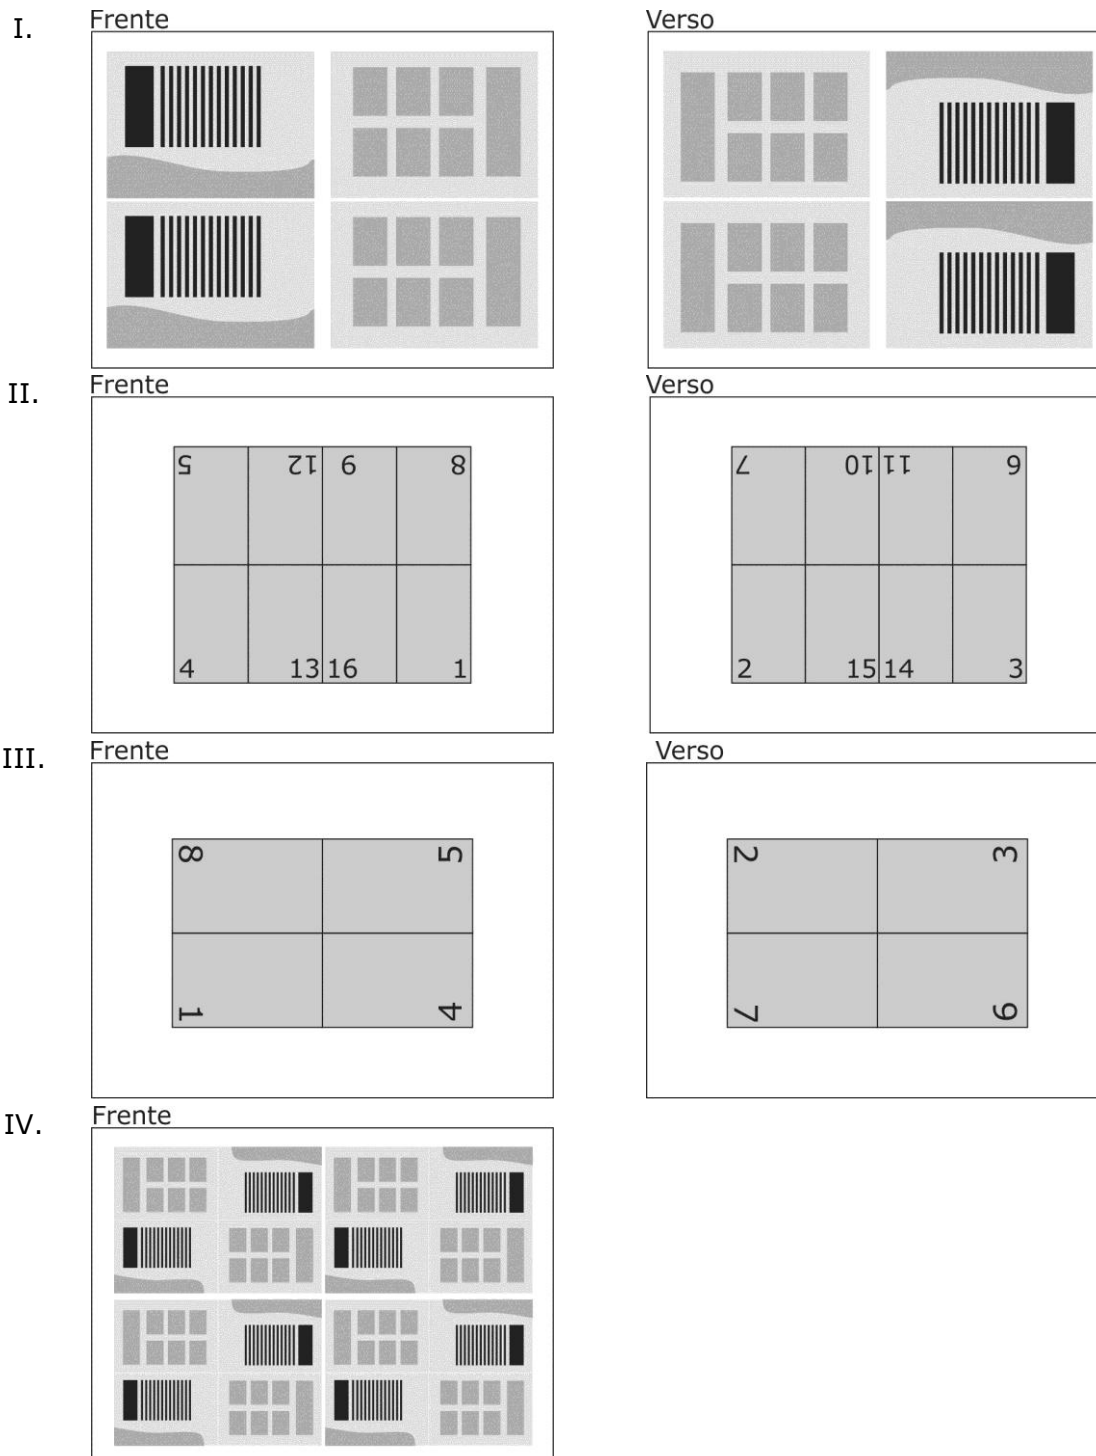 I.
Frente
Verso
II.
Frente
Verso
5 12 9 8
7 10 11 6
4 13 16 1
2 15 14 3
III.
Frente
Verso
8 5
2 3
1 4
7 6
IV.
Frente